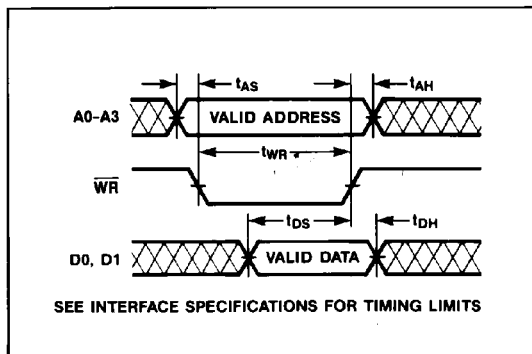 tAS
tAH
A0–A3
VALID ADDRESS
tWR
WR
tDS
tDH
D0, D1
VALID DATA
SEE INTERFACE SPECIFICATIONS FOR TIMING LIMITS